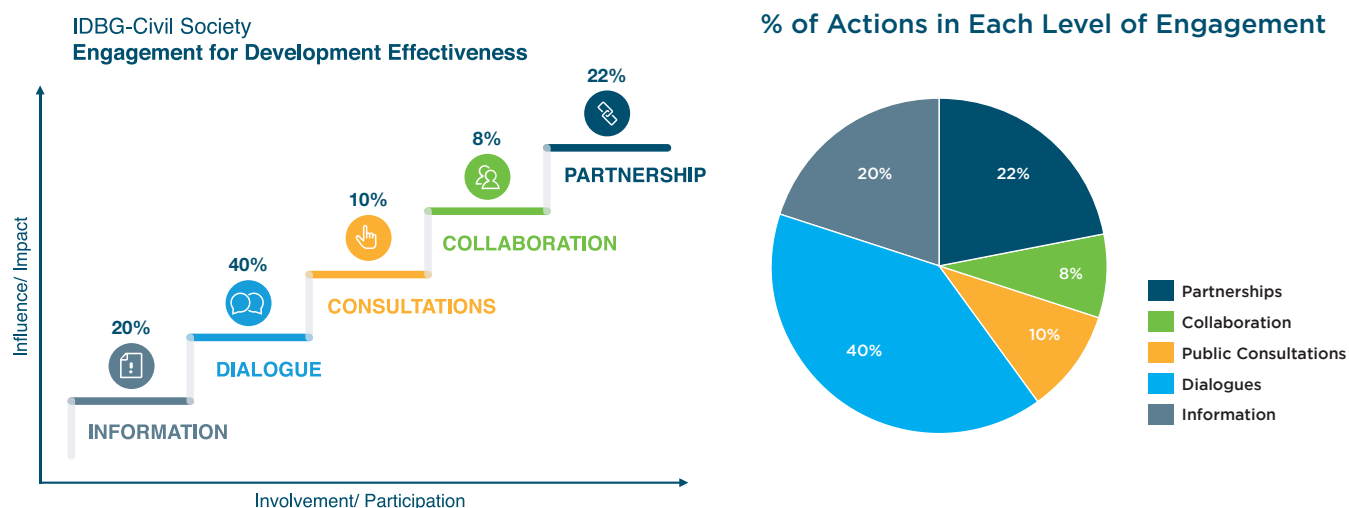 IDBG-Civil Society
Engagement for Development Effectiveness
Influence/ Impact
22%
PARTNERSHIP
8%
COLLABORATION
10%
CONSULTATIONS
40%
DIALOGUE
20%
INFORMATION
Involvement/ Participation
% of Actions in Each Level of Engagement
20%
22%
8%
10%
40%
Partnerships
Collaboration
Public Consultations
Dialogues
Information